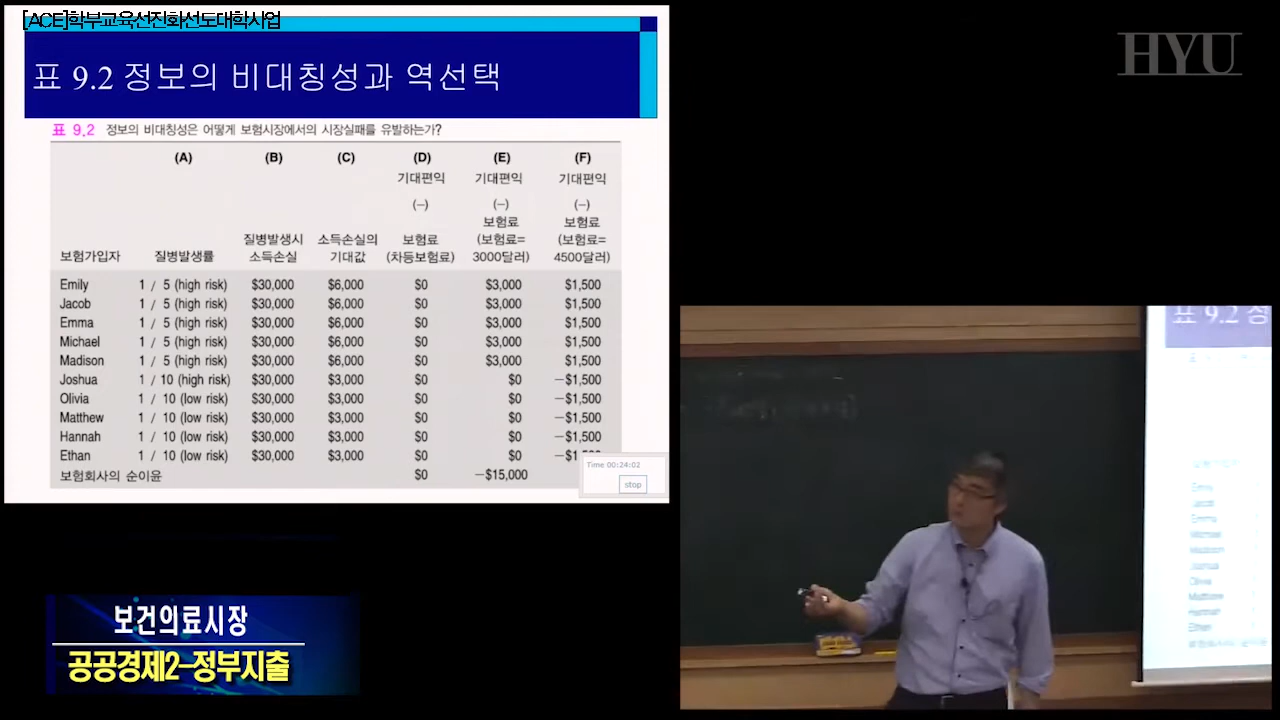 [ACE]학부교육선진화선도대학사업
HYU
표 9.2 정보의 비대칭성과 역선택
표 9.2 정보의 비대칭성은 어떻게 보험시장에서의 시장실패를 유발하는가?
(A) (B) (C) (D) (E) (F)
기대편익 기대편익 기대편익
(–) (–) (–)
보험료 보험료
질병발생시 소득손실의 보험료 (보험료= (보험료=
보험가입자 질병발생률 소득손실 기대값 (차등보험료) 3000달러) 4500달러)
Emily 1 / 5 (high risk) $30,000 $6,000 $0 $3,000 $1,500
Jacob 1 / 5 (high risk) $30,000 $6,000 $0 $3,000 $1,500
Emma 1 / 5 (high risk) $30,000 $6,000 $0 $3,000 $1,500
Michael 1 / 5 (high risk) $30,000 $6,000 $0 $3,000 $1,500
Madison 1 / 5 (high risk) $30,000 $6,000 $0 $3,000 $1,500
Joshua 1 / 10 (high risk) $30,000 $3,000 $0 $0 –$1,500
Olivia 1 / 10 (low risk) $30,000 $3,000 $0 $0 –$1,500
Matthew 1 / 10 (low risk) $30,000 $3,000 $0 $0 –$1,500
Hannah 1 / 10 (low risk) $30,000 $3,000 $0 $0 –$1,500
Ethan 1 / 10 (low risk) $30,000 $3,000 $0 $0
보험회사의 순이윤 $0 –$15,000
Time 00:24:02
stop
표 9.2 정
Emily
Jacob
Emma
Michael
Madison
Joshua
Olivia
Matthew
Hannah
Ethan
보건의료시장
공공경제2-정부지출